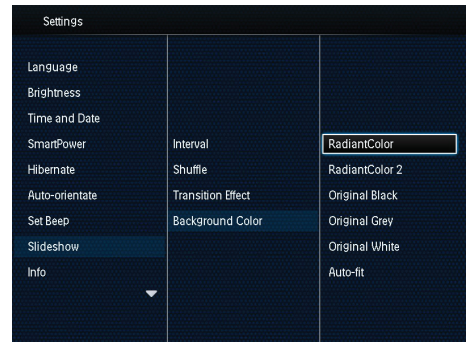 Settings
Language
Brightness
Time and Date
SmartPower
Hibernate
Auto-orientate
Set Beep
Slideshow
Info
Interval
Shuffle
Transition Effect
Background Color
RadiantColor
RadiantColor 2
Original Black
Original Grey
Original White
Auto-fit